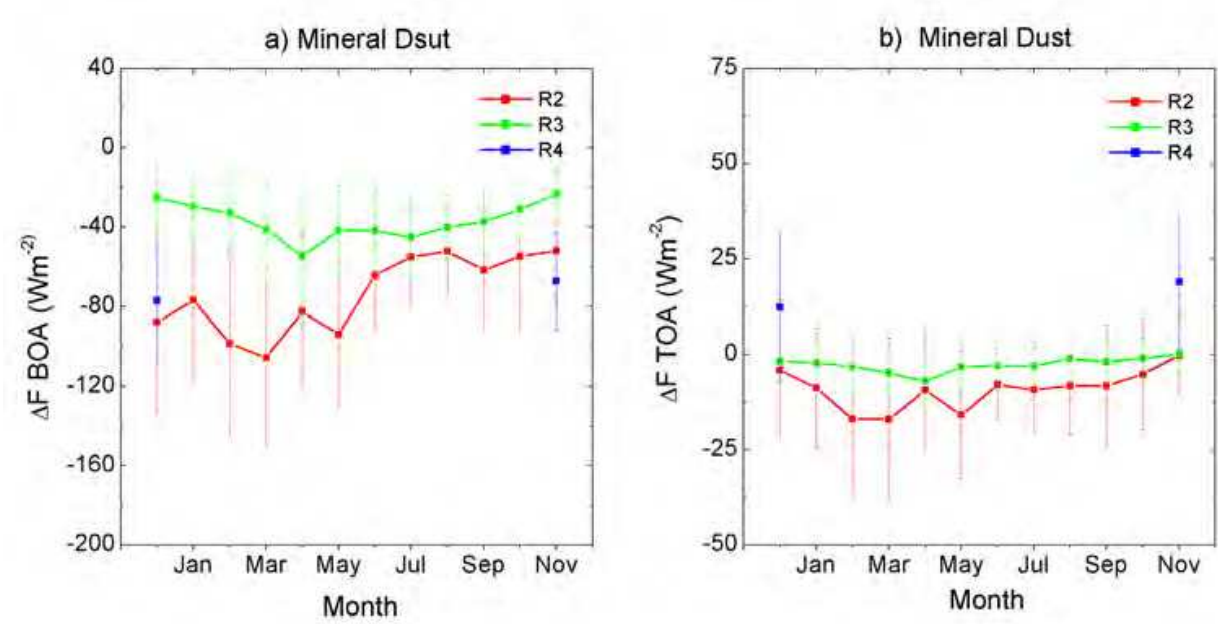 a) Mineral Dsut
40
0
-40
-80
-120
-160
-200
ΔF BOA (Wm-2)
R2
R3
R4
Jan Mar May Jul Sep Nov
Month
b) Mineral Dust
75
50
25
0
-25
-50
ΔF TOA (Wm-2)
R2
R3
R4
Jan Mar May Jul Sep Nov
Month